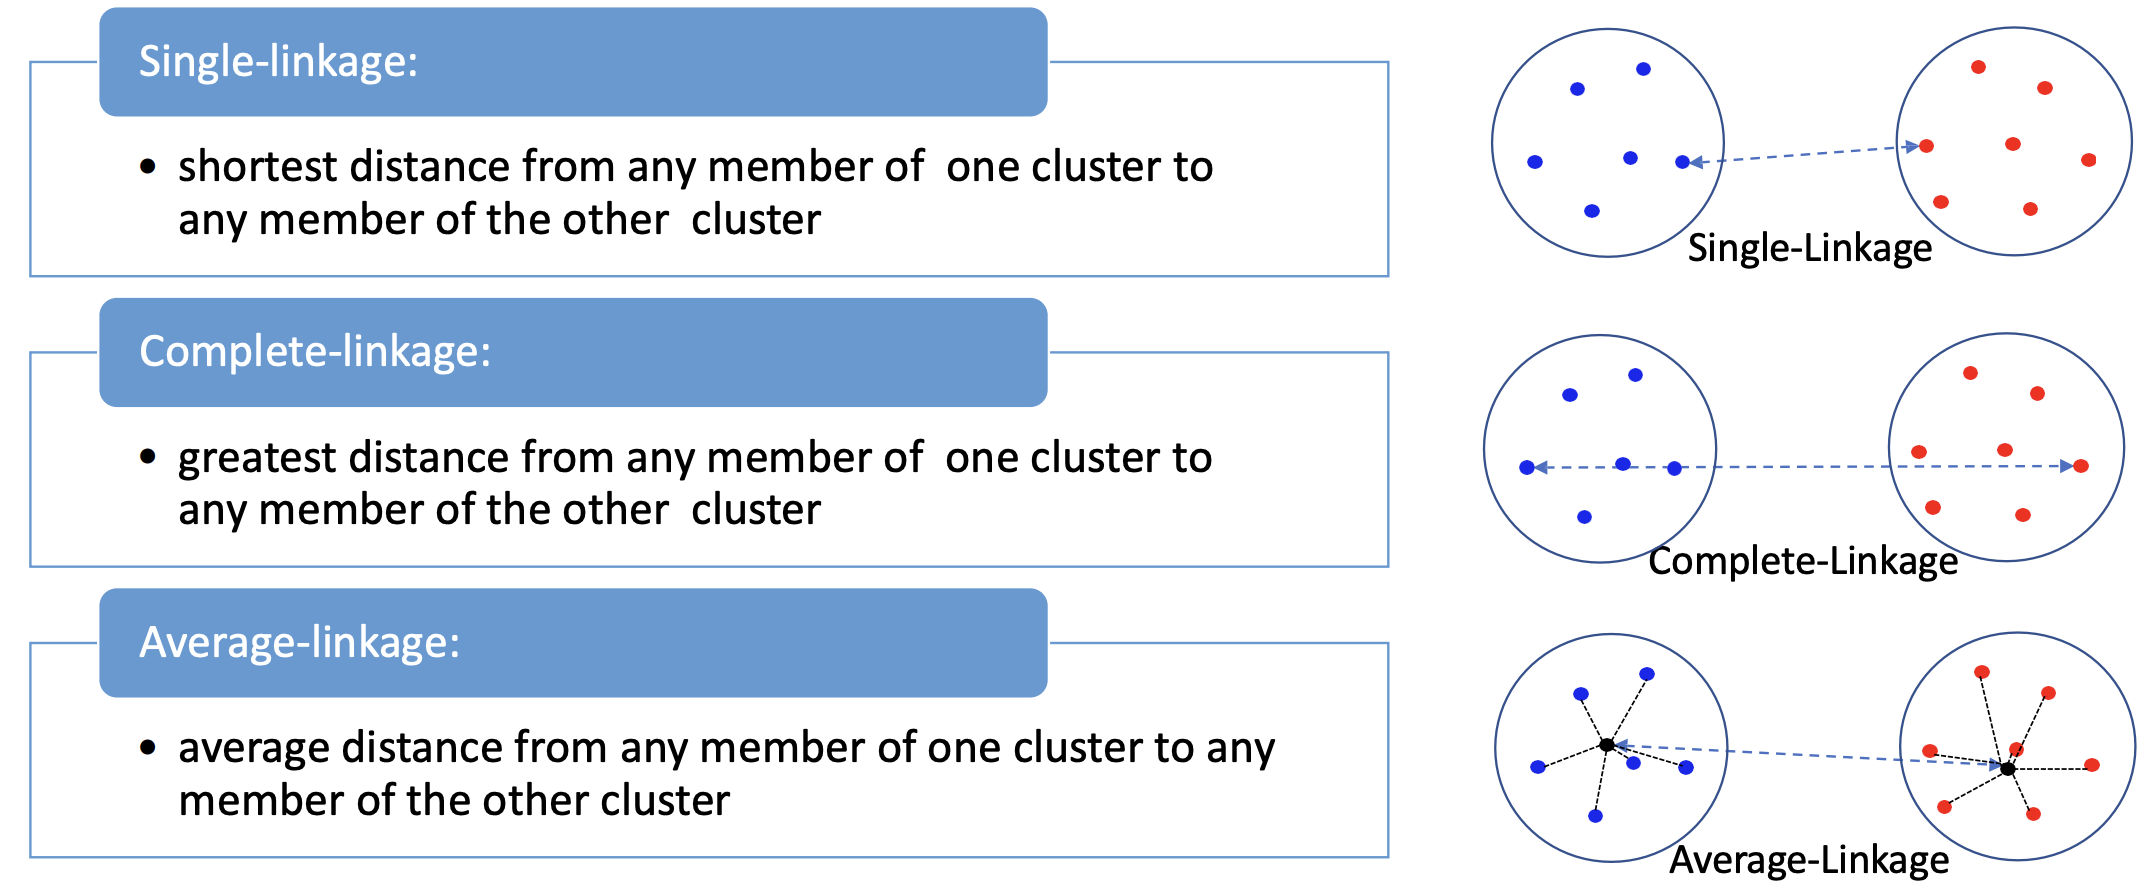 Single-linkage:
• shortest distance from any member of  one cluster to
any member of the other  cluster
Single-Linkage
Complete-linkage:
• greatest distance from any member of  one cluster to
any member of the other  cluster
Complete-Linkage
Average-linkage:
• average distance from any member of one cluster to any
member of the other cluster
Average-Linkage